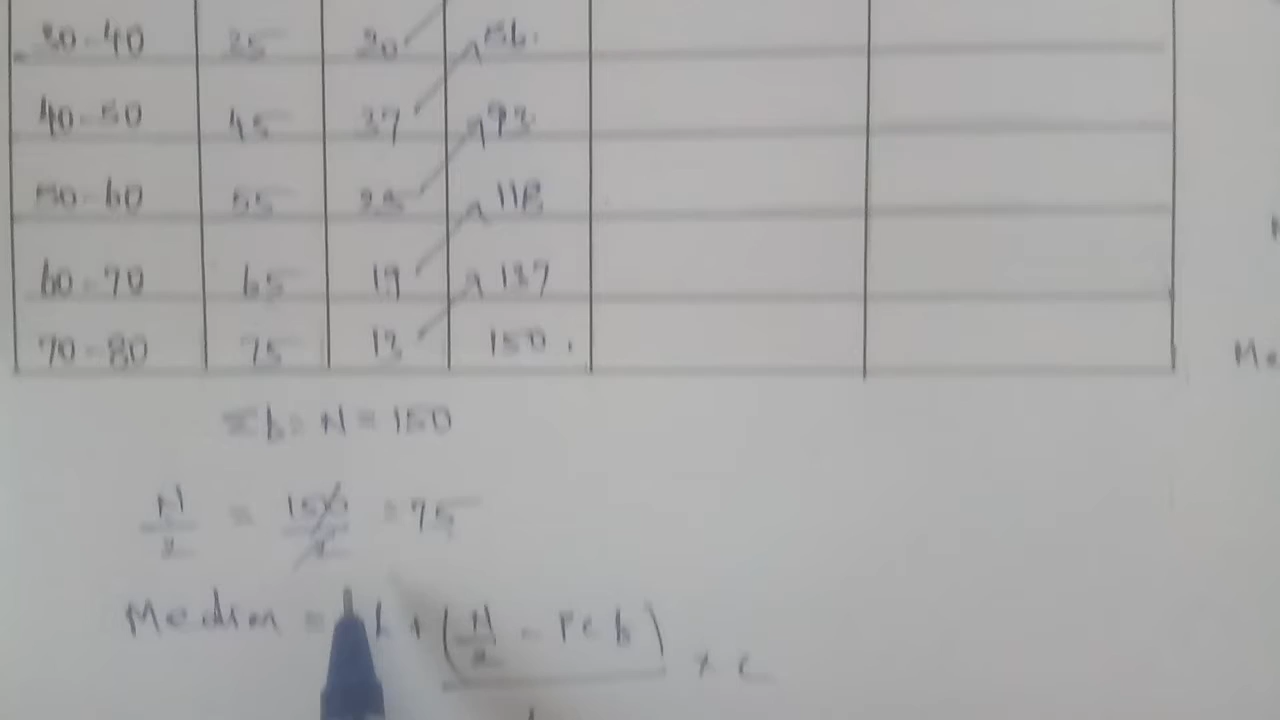 30-40 35 20 56.
40-50 45 37 93
50-60 55 25 118
60-70 65 19 137
70-80 75 13 150.
Σf = N = 150
N/2 = 150/2 = 75
Median = L + (N/2 - Pcf) × c
f